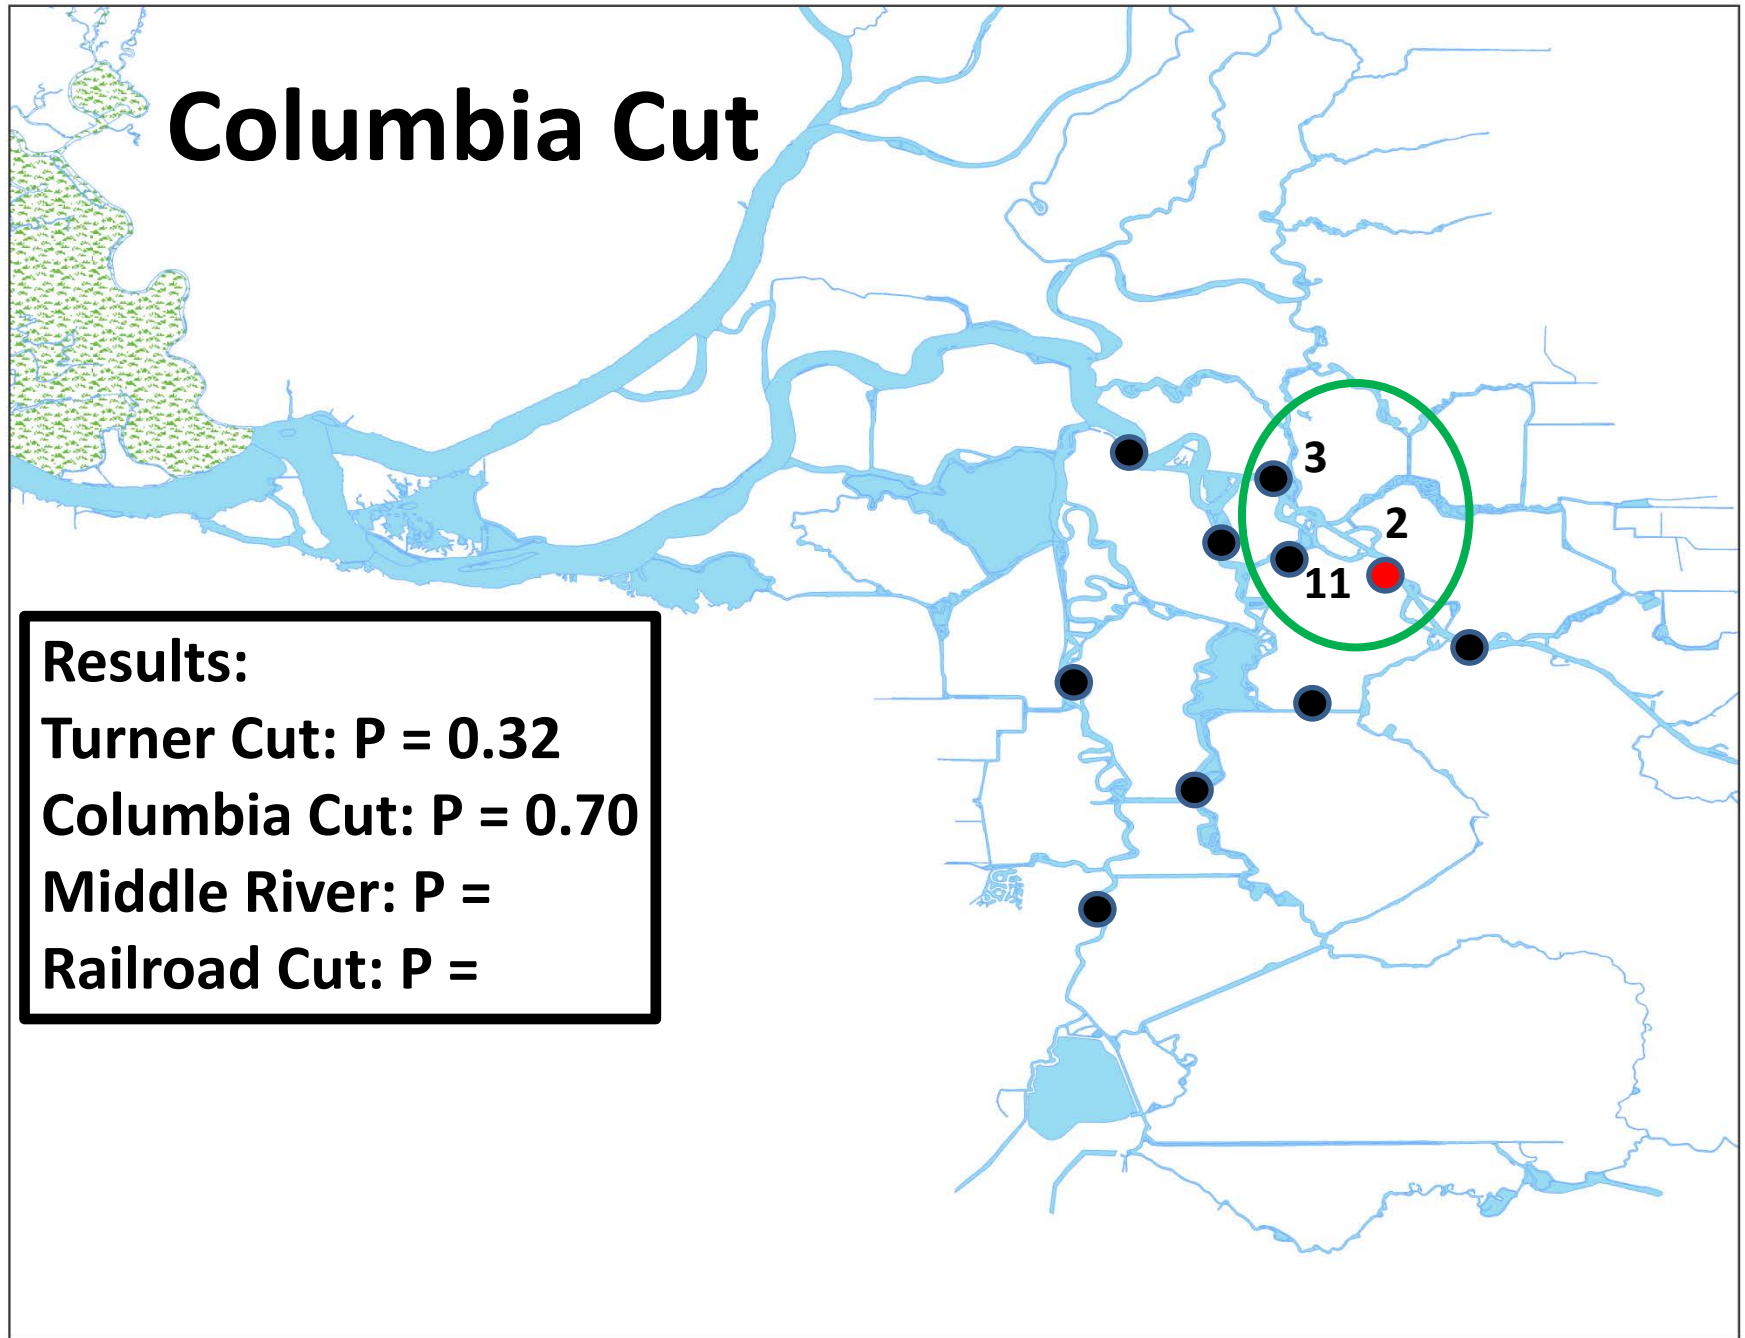 Columbia Cut
3
2
11
Results:
Turner Cut: P = 0.32
Columbia Cut: P = 0.70
Middle River: P =
Railroad Cut: P =